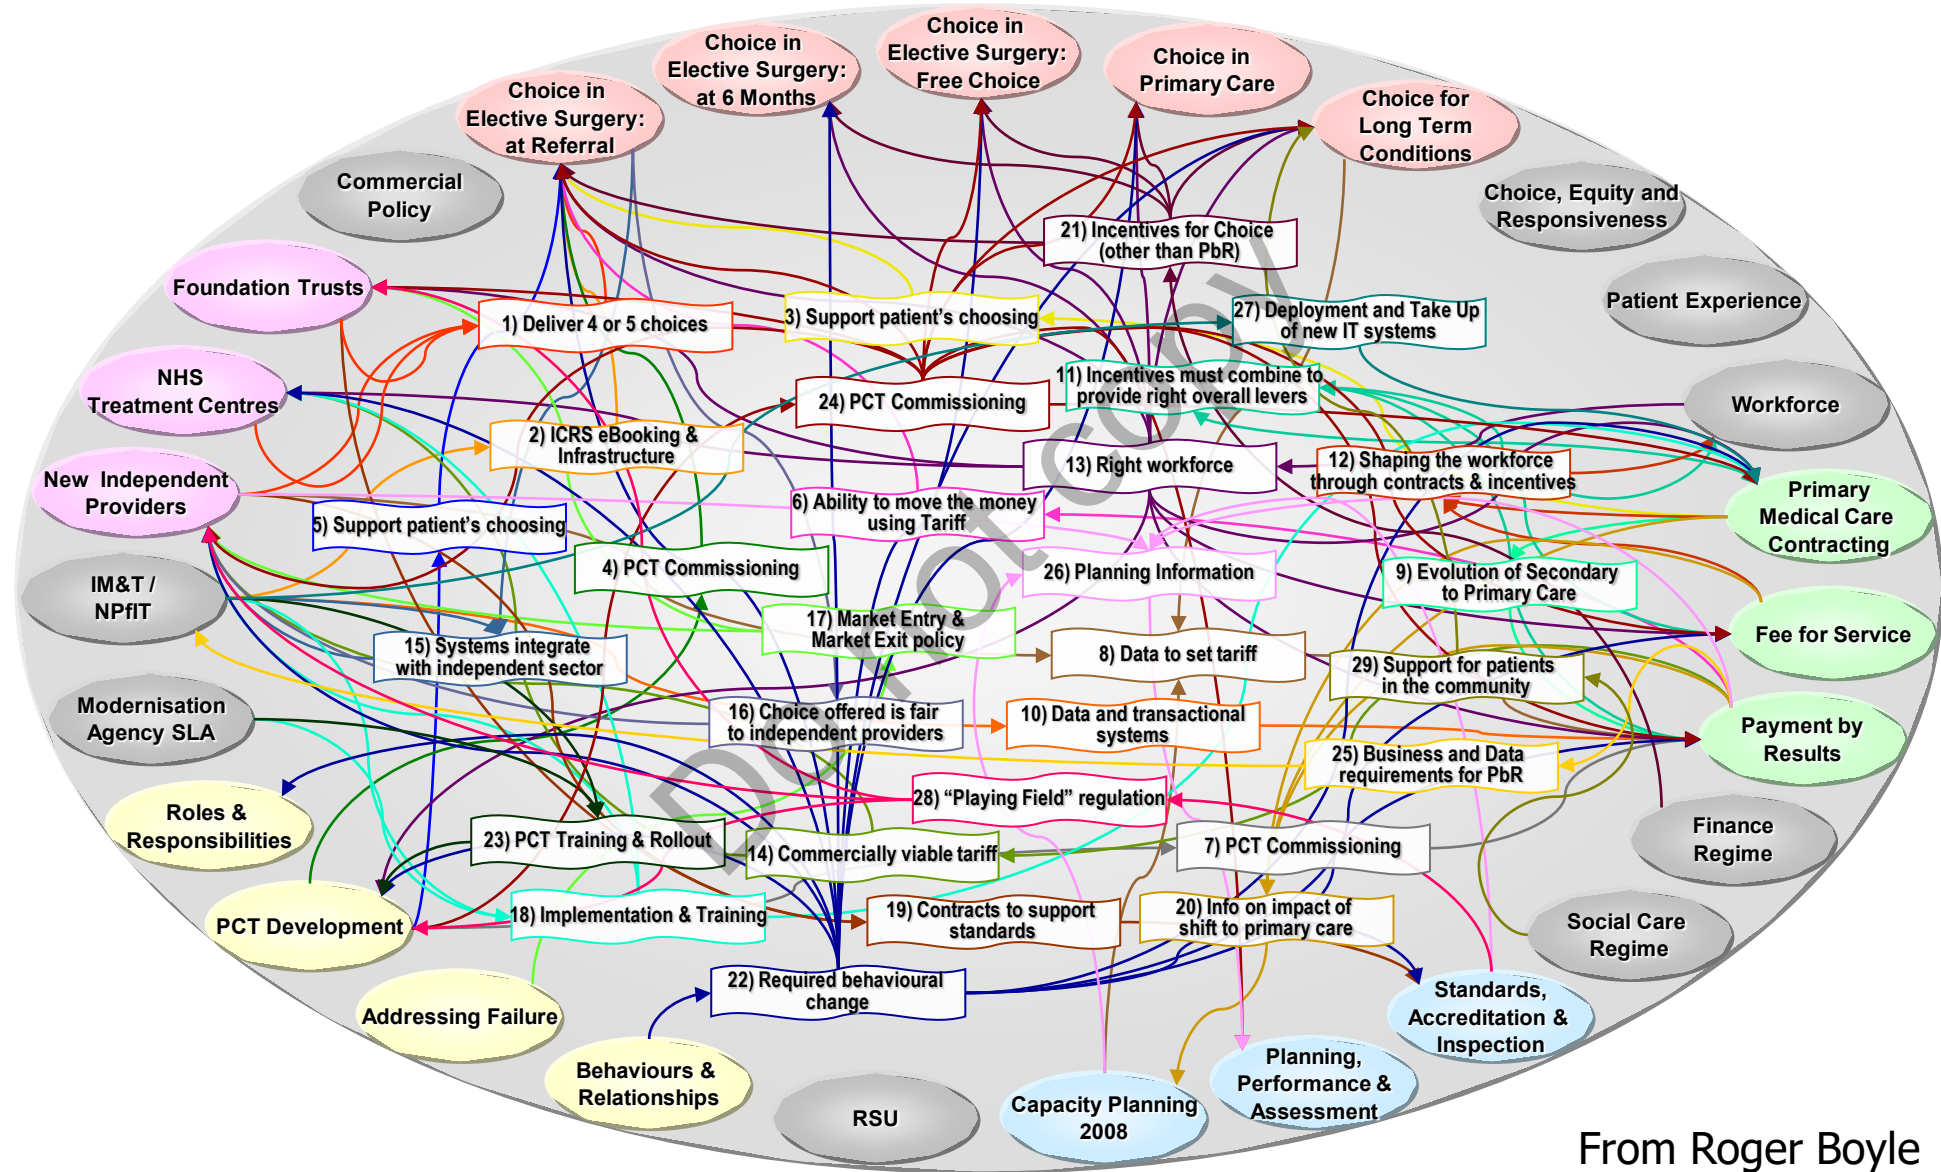 Choice in
Elective Surgery:
Free Choice
Choice in
Elective Surgery:
at 6 Months
Choice in
Primary Care
Choice in
Elective Surgery:
at Referral
Choice for
Long Term
Conditions
Commercial
Policy
Choice, Equity and
Responsiveness
Foundation Trusts
Patient Experience
NHS
Treatment Centres
Workforce
New Independent
Providers
Primary
Medical Care
Contracting
IM&T /
NPfIT
Fee for Service
Modernisation
Agency SLA
Payment by
Results
Roles &
Responsibilities
Finance
Regime
PCT Development
Social Care
Regime
Addressing Failure
Standards,
Accreditation &
Inspection
Behaviours &
Relationships
RSU
Capacity Planning
2008
Planning,
Performance &
Assessment
21) Incentives for Choice
(other than PbR)
1) Deliver 4 or 5 choices
3) Support patient's choosing
27) Deployment and Take Up
of new IT systems
24) PCT Commissioning
11) Incentives must combine to
provide right overall levers
2) ICRS eBooking &
Infrastructure
13) Right workforce
12) Shaping the workforce
through contracts & incentives
5) Support patient's choosing
6) Ability to move the money
using Tariff
4) PCT Commissioning
26) Planning Information
9) Evolution of Secondary
to Primary Care
17) Market Entry &
Market Exit policy
15) Systems integrate
with independent sector
8) Data to set tariff
29) Support for patients
in the community
16) Choice offered is fair
to independent providers
10) Data and transactional
systems
25) Business and Data
requirements for PbR
28) “Playing Field” regulation
23) PCT Training & Rollout
14) Commercially viable tariff
7) PCT Commissioning
18) Implementation & Training
19) Contracts to support
standards
20) Info on impact of
shift to primary care
22) Required behavioural
change
Do not copy
From Roger Boyle